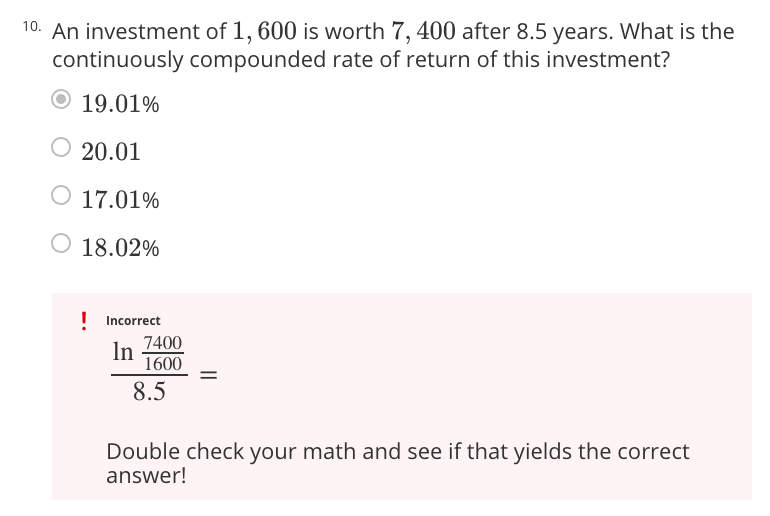 10. An investment of 1, 600 is worth 7, 400 after 8.5 years. What is the
continuously compounded rate of return of this investment?
19.01%
20.01
17.01%
18.02%
! Incorrect
ln 7400
1600
8.5
=
Double check your math and see if that yields the correct
answer!